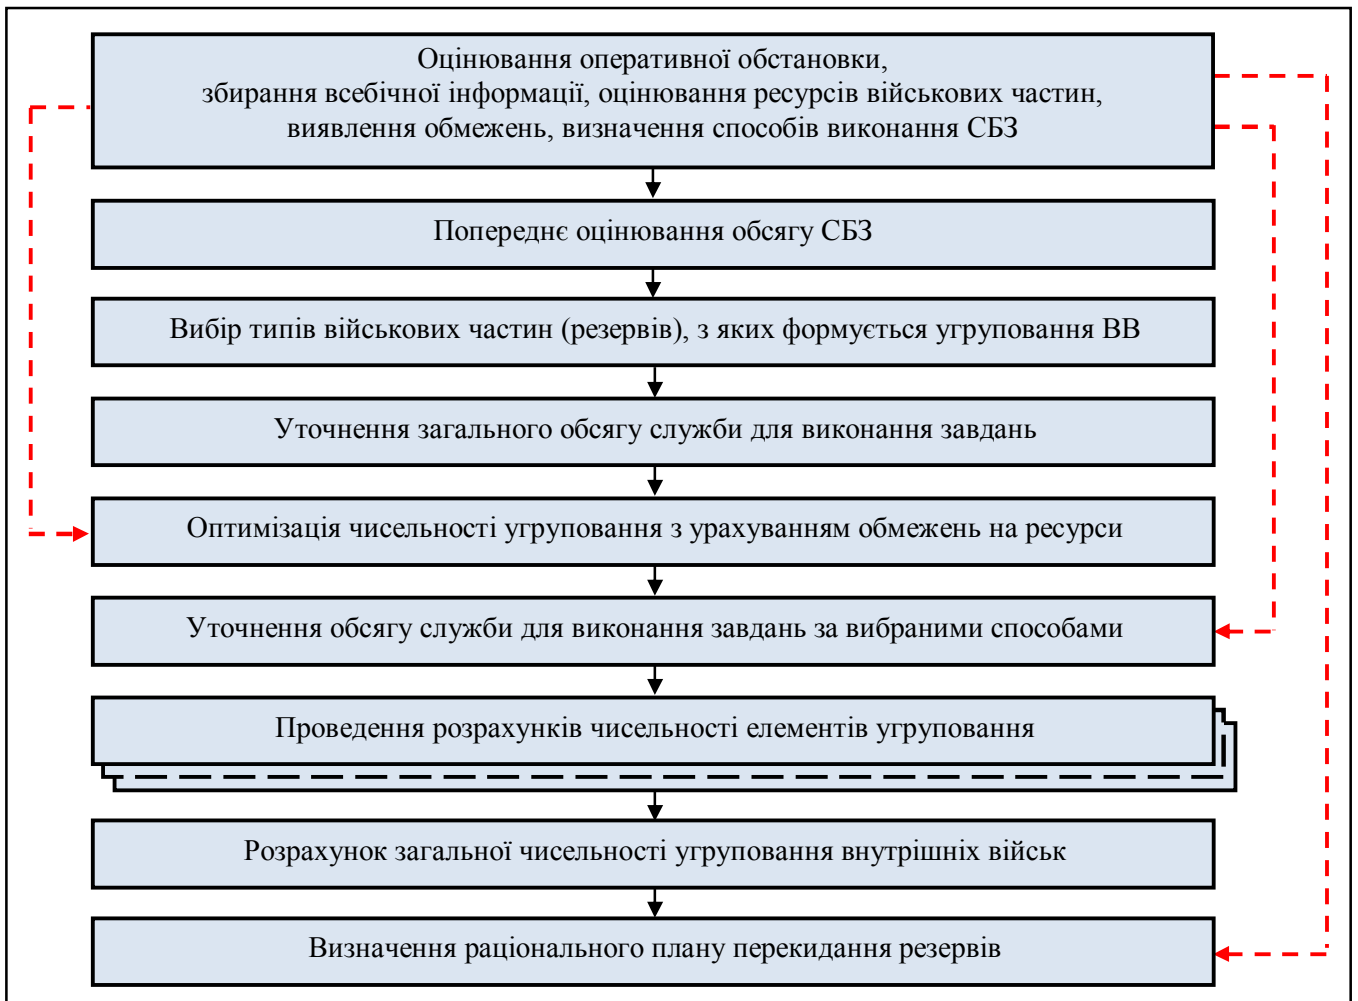 Оцінювання оперативної обстановки,
збирання всебічної інформації, оцінювання ресурсів військових частин,
виявлення обмежень, визначення способів виконання СБЗ
Попереднє оцінювання обсягу СБЗ
Вибір типів військових частин (резервів), з яких формується угруповання ВВ
Уточнення загального обсягу служби для виконання завдань
Оптимізація чисельності угруповання з урахуванням обмежень на ресурси
Уточнення обсягу служби для виконання завдань за вибраними способами
Проведення розрахунків чисельності елементів угруповання
Розрахунок загальної чисельності угруповання внутрішніх військ
Визначення раціонального плану перекидання резервів